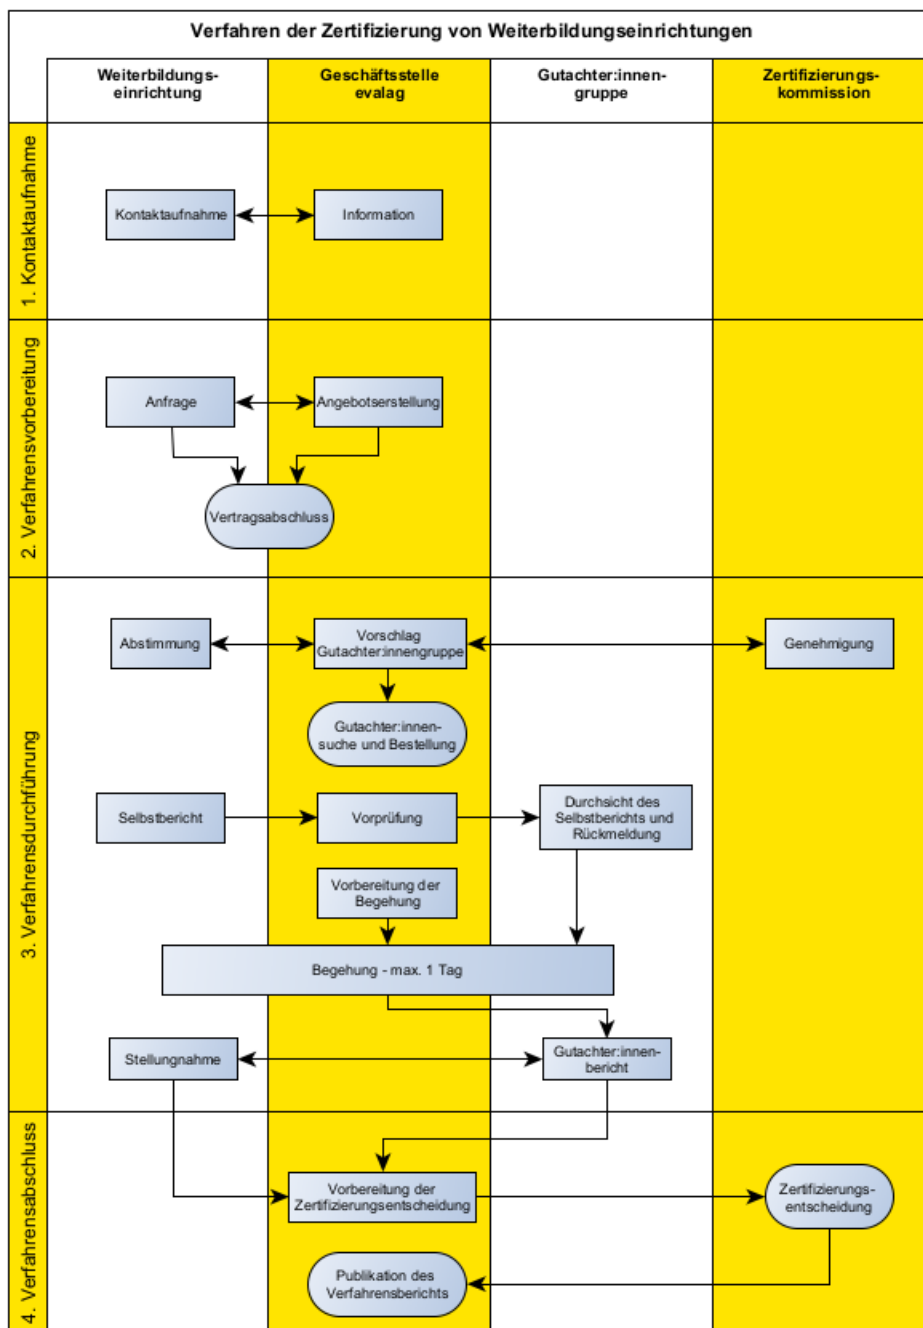 Verfahren der Zertifizierung von Weiterbildungseinrichtungen
Weiterbildungs-
einrichtung
Geschäftsstelle
evalag
Gutachter:innen-
gruppe
Zertifizierungs-
kommission
1. Kontaktaufnahme
Kontaktaufnahme
Information
2. Verfahrensvorbereitung
Anfrage
Angebotserstellung
Vertragsabschluss
3. Verfahrensdurchführung
Abstimmung
Vorschlag
Gutachter:innengruppe
Genehmigung
Gutachter:innen-
suche und Bestellung
Selbstbericht
Vorprüfung
Durchsicht des
Selbstberichts und
Rückmeldung
Vorbereitung der
Begehung
Begehung - max. 1 Tag
Stellungnahme
Gutachter:innen-
bericht
4. Verfahrensabschluss
Vorbereitung der
Zertifizierungsentscheidung
Zertifizierungs-
entscheidung
Publikation des
Verfahrensberichts